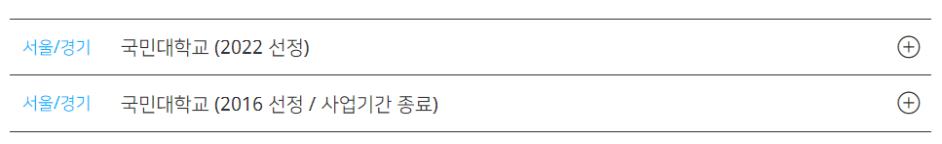 서울/경기 국민대학교 (2022 선정)
서울/경기 국민대학교 (2016 선정 / 사업기간 종료)